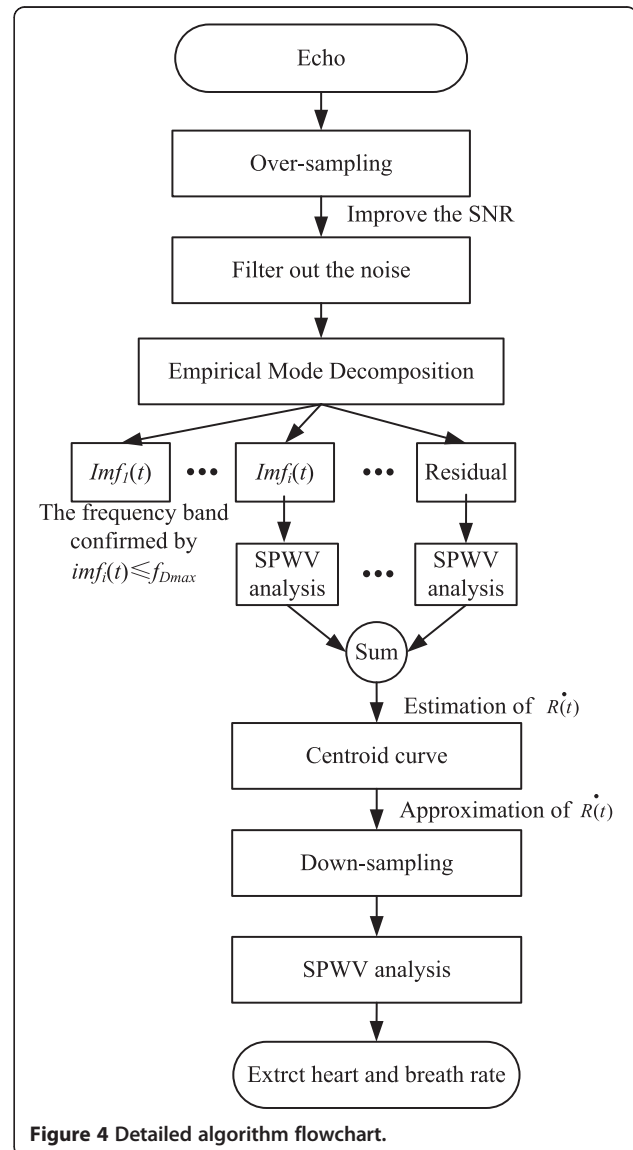 Echo
Over-sampling
Improve the SNR
Filter out the noise
Empirical Mode Decomposition
Imf₁(t) ••• Imfᵢ(t) ••• Residual
The frequency band
confirmed by
imfᵢ(t)≤f_Dmax
SPWV
analysis
•••
SPWV
analysis
Sum
Estimation of Ṙ(t)
Centroid curve
Approximation of Ṙ(t)
Down-sampling
SPWV analysis
Extrct heart and breath rate
Figure 4 Detailed algorithm flowchart.